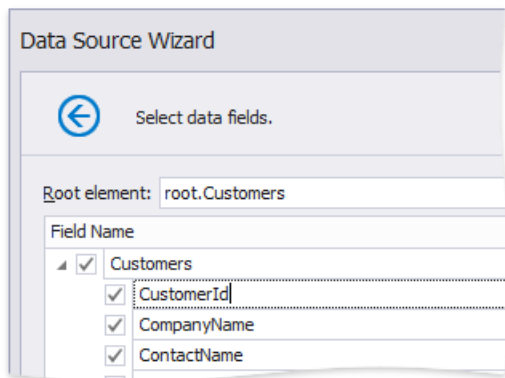 Data Source Wizard
Select data fields.
Root element: root.Customers
Field Name
Customers
CustomerId
CompanyName
ContactName